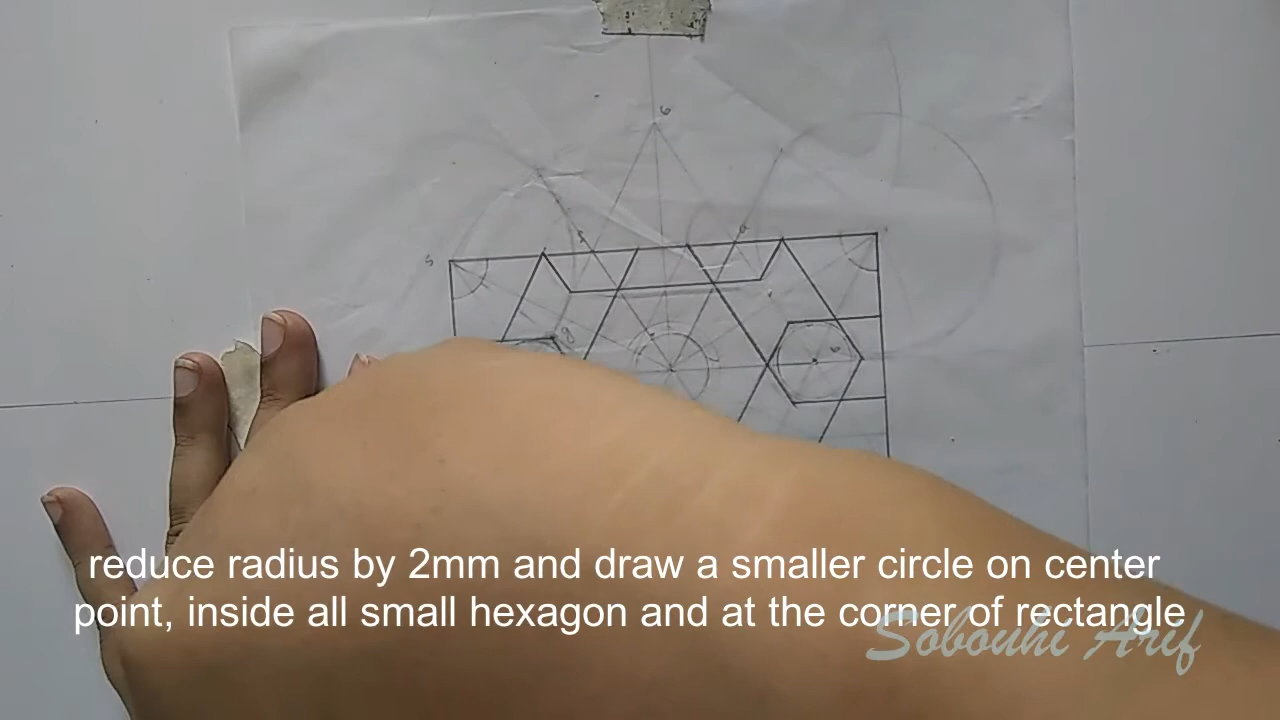 reduce radius by 2mm and draw a smaller circle on center
point, inside all small hexagon and at the corner of rectangle
Sobouhi Arif